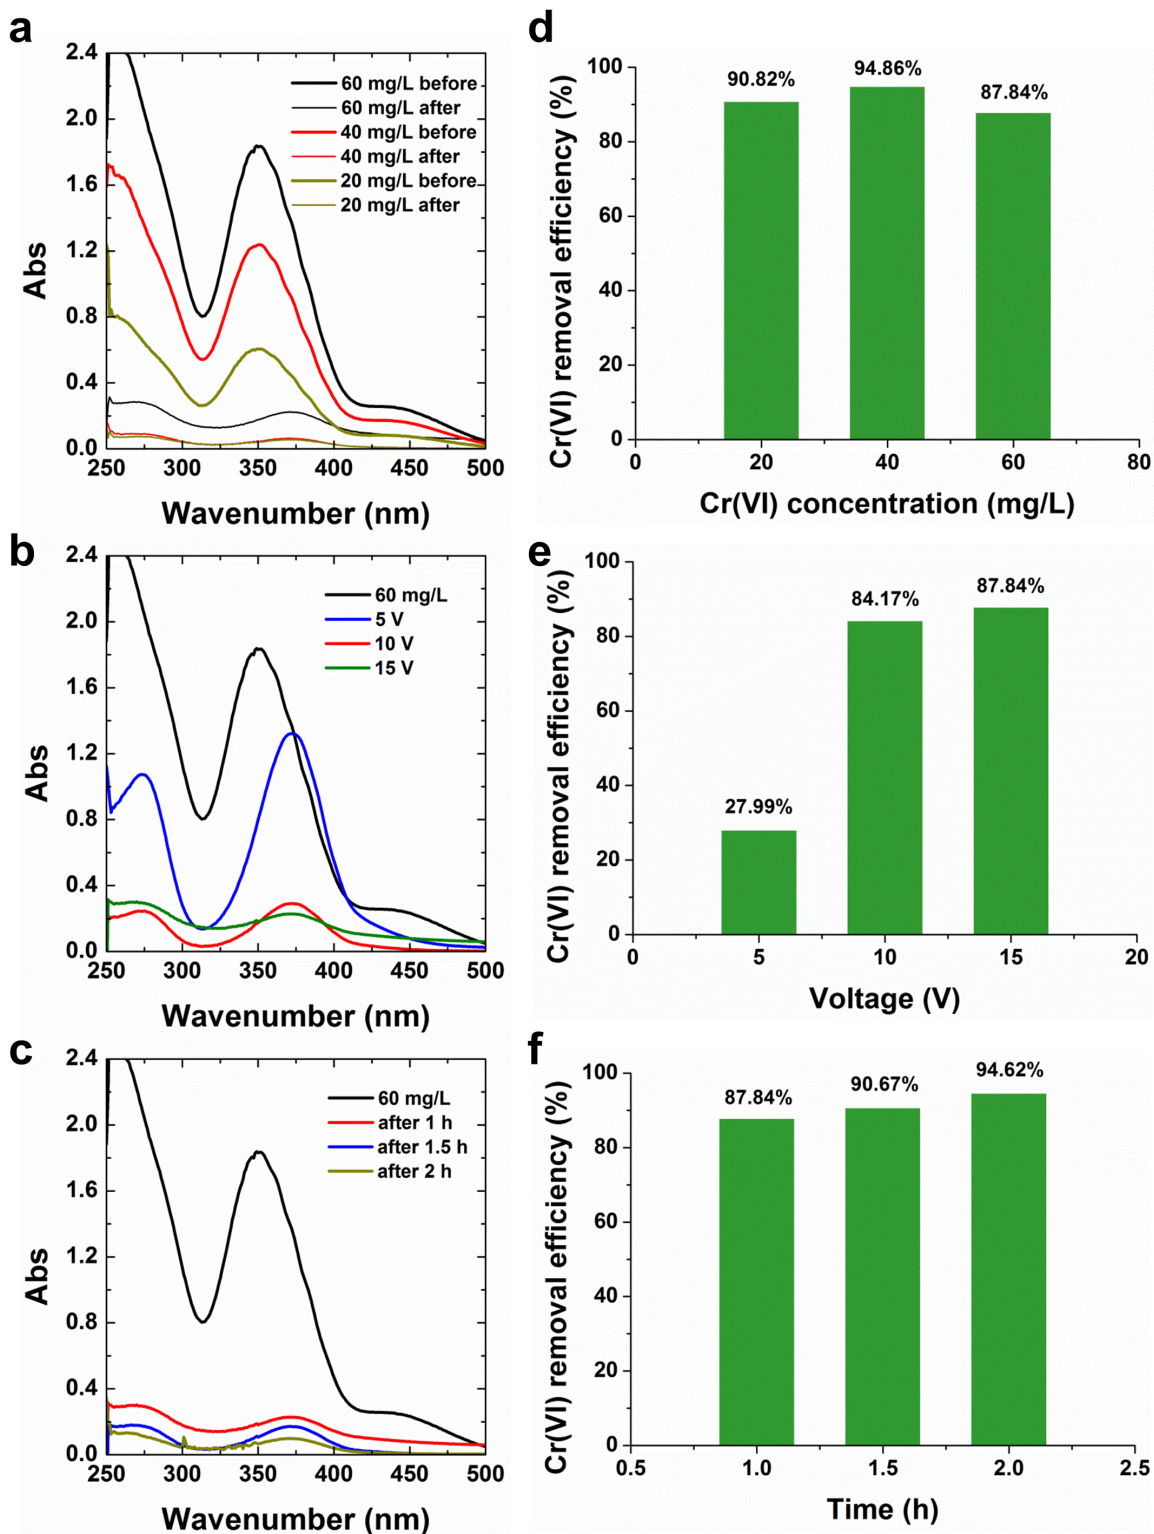 a
2.4
2.0
1.6
1.2
0.8
0.4
0.0
Abs
250 300 350 400 450 500
Wavenumber (nm)
60 mg/L before
60 mg/L after
40 mg/L before
40 mg/L after
20 mg/L before
20 mg/L after
d
100
80
60
40
20
0
Cr(VI) removal efficiency (%)
90.82% 94.86% 87.84%
0 20 40 60 80
Cr(VI) concentration (mg/L)
b
2.4
2.0
1.6
1.2
0.8
0.4
0.0
Abs
250 300 350 400 450 500
Wavenumber (nm)
60 mg/L
5 V
10 V
15 V
e
100
80
60
40
20
0
Cr(VI) removal efficiency (%)
27.99% 84.17% 87.84%
0 5 10 15 20
Voltage (V)
c
2.4
2.0
1.6
1.2
0.8
0.4
0.0
Abs
250 300 350 400 450 500
Wavenumber (nm)
60 mg/L
after 1 h
after 1.5 h
after 2 h
f
100
80
60
40
20
0
Cr(VI) removal efficiency (%)
87.84% 90.67% 94.62%
0.5 1.0 1.5 2.0 2.5
Time (h)